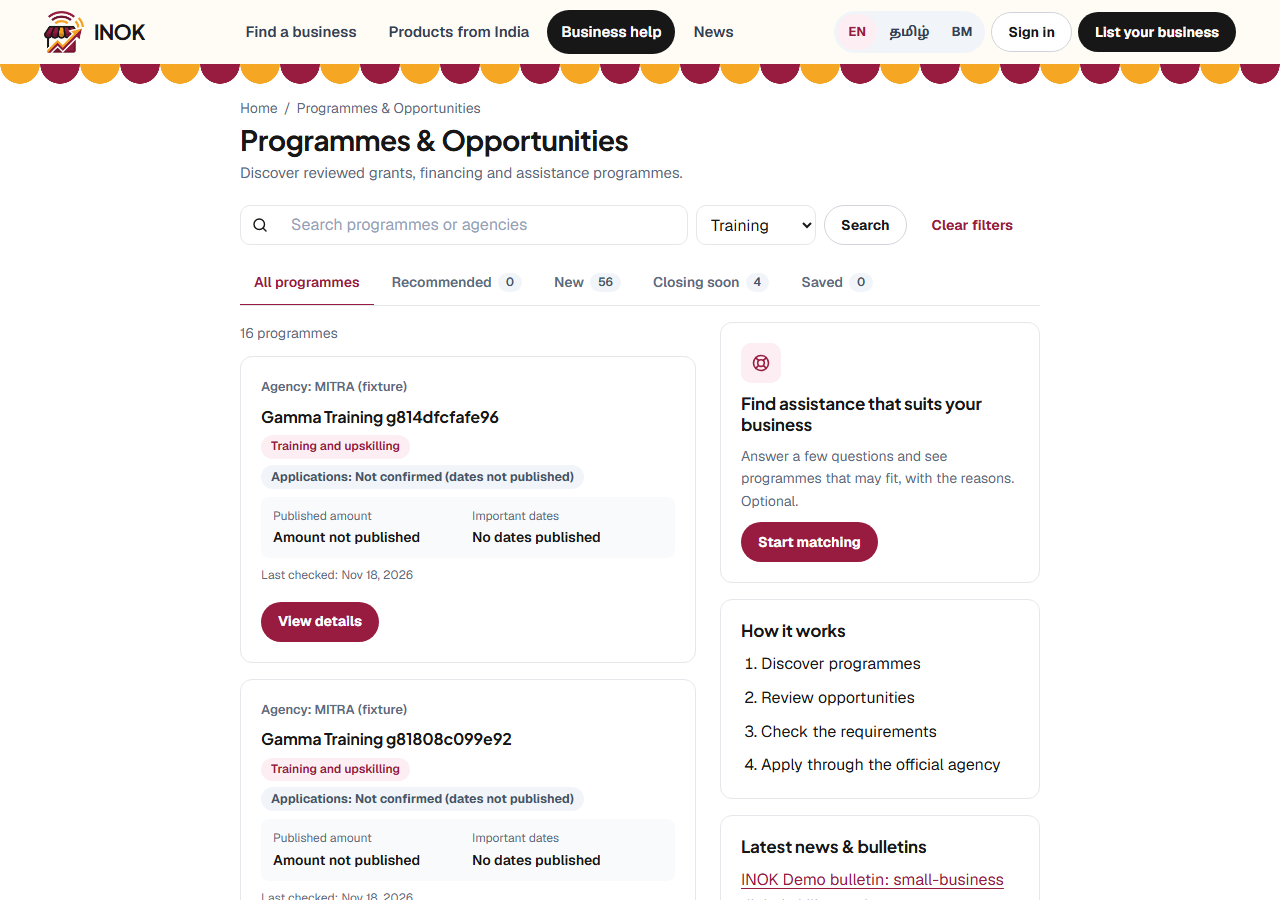 INOK
Find a business
Products from India
Business help
News
EN
தமிழ்
BM
Sign in
List your business
Home / Programmes & Opportunities
Programmes & Opportunities
Discover reviewed grants, financing and assistance programmes.
Search programmes or agencies
Training
Search
Clear filters
All programmes
Recommended 0
New 56
Closing soon 4
Saved 0
16 programmes
Agency: MITRA (fixture)
Gamma Training g814dfcfafe96
Training and upskilling
Applications: Not confirmed (dates not published)
Published amount
Amount not published
Important dates
No dates published
Last checked: Nov 18, 2026
View details
Agency: MITRA (fixture)
Gamma Training g81808c099e92
Training and upskilling
Applications: Not confirmed (dates not published)
Published amount
Amount not published
Important dates
No dates published
Last checked: Nov 18, 2026
Find assistance that suits your
business
Answer a few questions and see
programmes that may fit, with the reasons.
Optional.
Start matching
How it works
1. Discover programmes
2. Review opportunities
3. Check the requirements
4. Apply through the official agency
Latest news & bulletins
INOK Demo bulletin: small-business